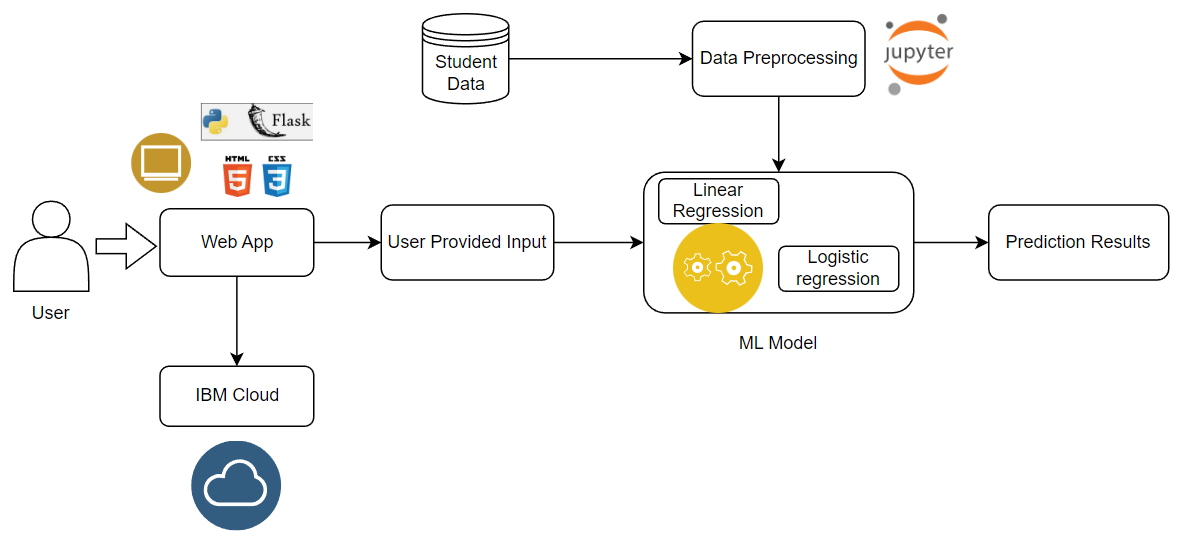 Student
Data
Data Preprocessing
jupyter
Flask
HTML
5
CSS
3
User
Web App
User Provided Input
Linear
Regression
Logistic
regression
ML Model
Prediction Results
IBM Cloud